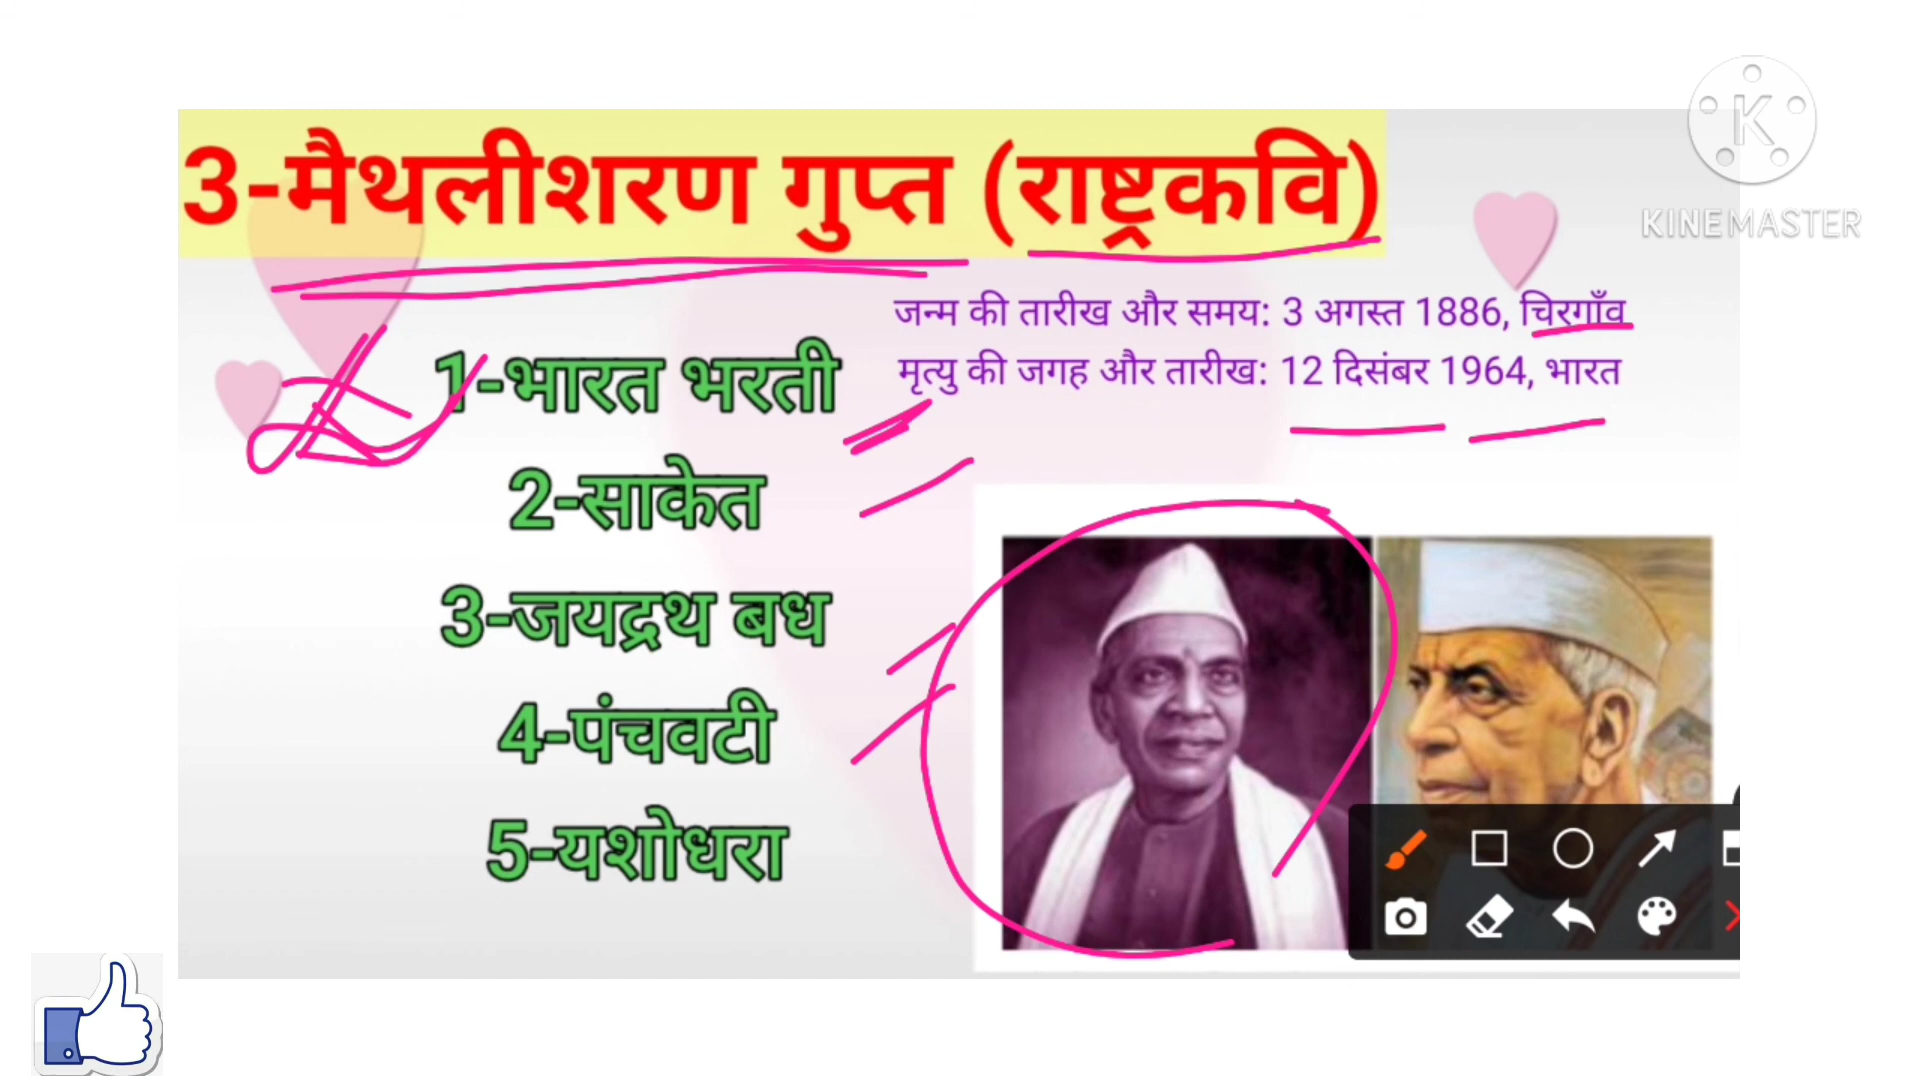 3-मैथलीशरण गुप्त (राष्ट्रकवि)
K
KINEMASTER
जन्म की तारीख और समय: 3 अगस्त 1886, चिरगाँव
मृत्यु की जगह और तारीख: 12 दिसंबर 1964, भारत
1-भारत भरती
2-साकेत
3-जयद्रथ बध
4-पंचवटी
5-यशोधरा